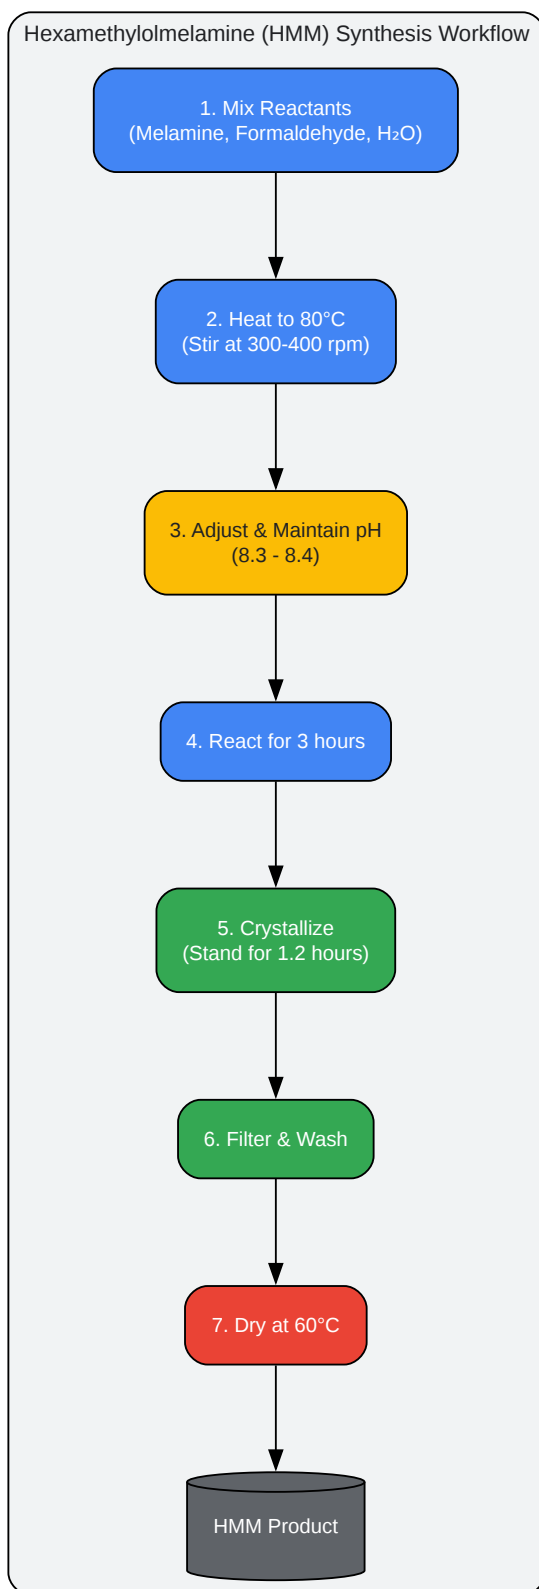 Hexamethylolmelamine (HMM) Synthesis Workflow
1. Mix Reactants
(Melamine, Formaldehyde, H₂O)
2. Heat to 80°C
(Stir at 300-400 rpm)
3. Adjust & Maintain pH
(8.3 - 8.4)
4. React for 3 hours
5. Crystallize
(Stand for 1.2 hours)
6. Filter & Wash
7. Dry at 60°C
HMM Product